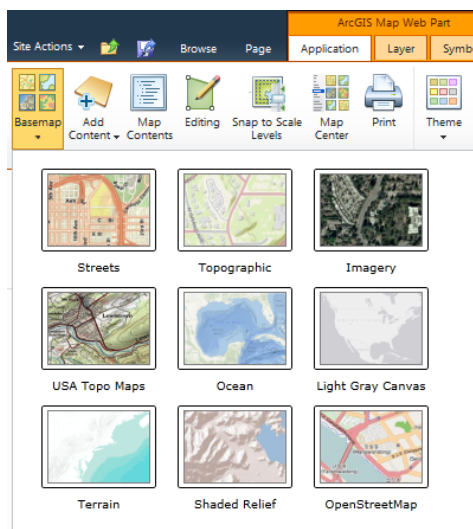 ArcGIS Map Web Part
Site Actions Browse Page Application Layer Symb
Basemap Add Content Map Contents Editing Snap to Scale Levels Map Center Print Theme
Streets Topographic Imagery
USA Topo Maps Ocean Light Gray Canvas
Terrain Shaded Relief OpenStreetMap